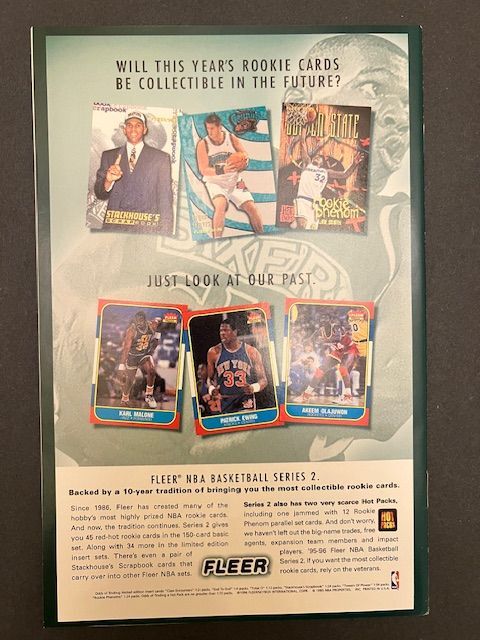 WILL THIS YEAR'S ROOKIE CARDS
BE COLLECTIBLE IN THE FUTURE?
STACKHOUSE'S
SCRAPBOOK
GOLDEN STATE
32
rookie
phenom
JUST LOOK AT OUR PAST.
KARL MALONE
NEW YORK
33
PATRICK EWING
AKEEM OLAJUWON
FLEER® NBA BASKETBALL SERIES 2.
Backed by a 10-year tradition of bringing you the most collectible rookie cards.
Since 1986, Fleer has created many of the
hobby's most highly prized NBA rookie cards.
And now, the tradition continues. Series 2 gives
you 45 red-hot rookie cards in the 150-card basic
set. Along with 34 more in the limited edition
insert sets. There's even a pair of
Stackhouse's Scrapbook cards that
carry over into other Fleer NBA sets.
FLEER
Series 2 also has two very scarce Hot Packs,
including one jammed with 12 Rookie
Phenom parallel set cards. And don't worry,
we haven't left out the big-name trades, free
agents, expansion team members and impact
players. '95-96 Fleer NBA Basketball
Series 2. If you want the most collectible
rookie cards, rely on the veterans.
HOT
PACKS
NBA